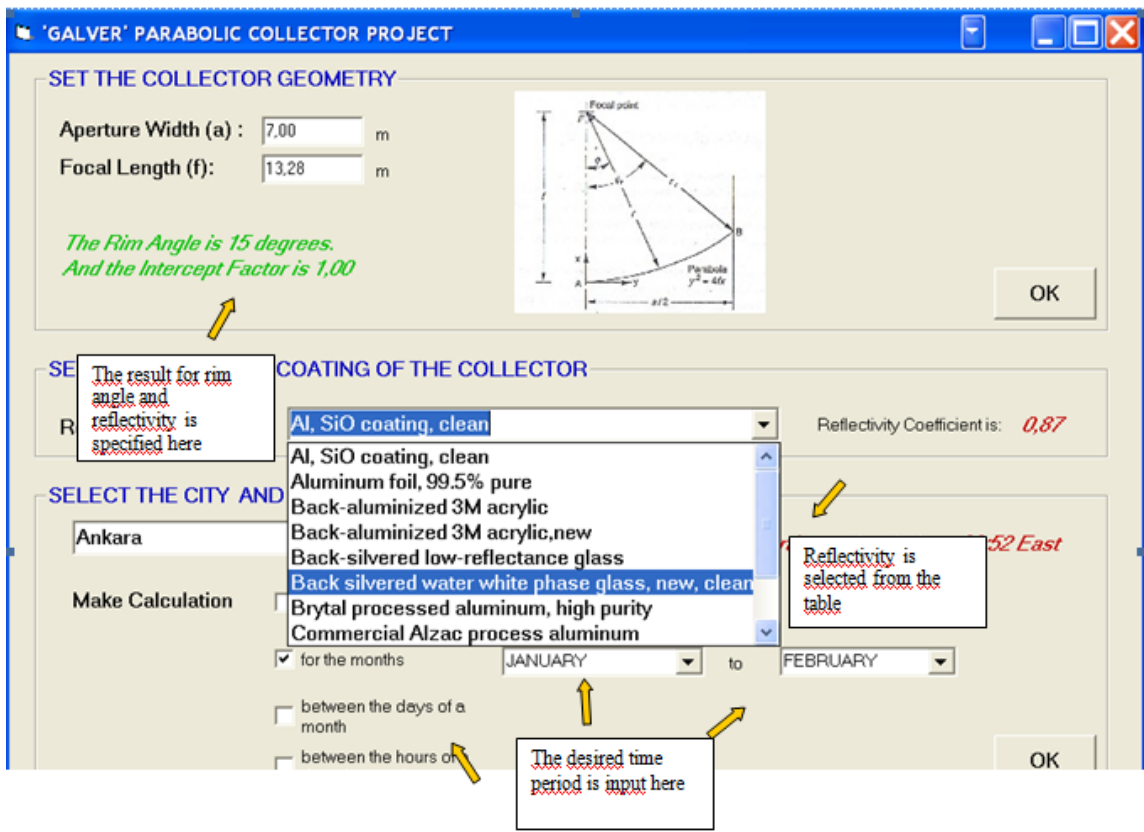 'GALVER' PARABOLIC COLLECTOR PROJECT
SET THE COLLECTOR GEOMETRY
Aperture Width (a) : 7,00 m
Focal Length (f): 13,28 m
The Rim Angle is 15 degrees.
And the Intercept Factor is 1,00
Focal point
F
f
r
B
x
A
y
Parabola
a/2
OK
The result for rim
angle and
reflectivity is
specified here
SE
COATING OF THE COLLECTOR
R
Al, SiO coating, clean
Reflectivity Coefficient is: 0,87
Al, SiO coating, clean
Aluminum foil, 99.5% pure
Back-aluminized 3M acrylic
Back-aluminized 3M acrylic,new
Back-silvered low-reflectance glass
Back silvered water white phase glass, new, clean
Brytal processed aluminum, high purity
Commercial Alzac process aluminum
SELECT THE CITY AND
Ankara
:52 East
Reflectivity is
selected from the
table
Make Calculation
for the months JANUARY to FEBRUARY
between the days of a
month
between the hours of
The desired time
period is input here
OK